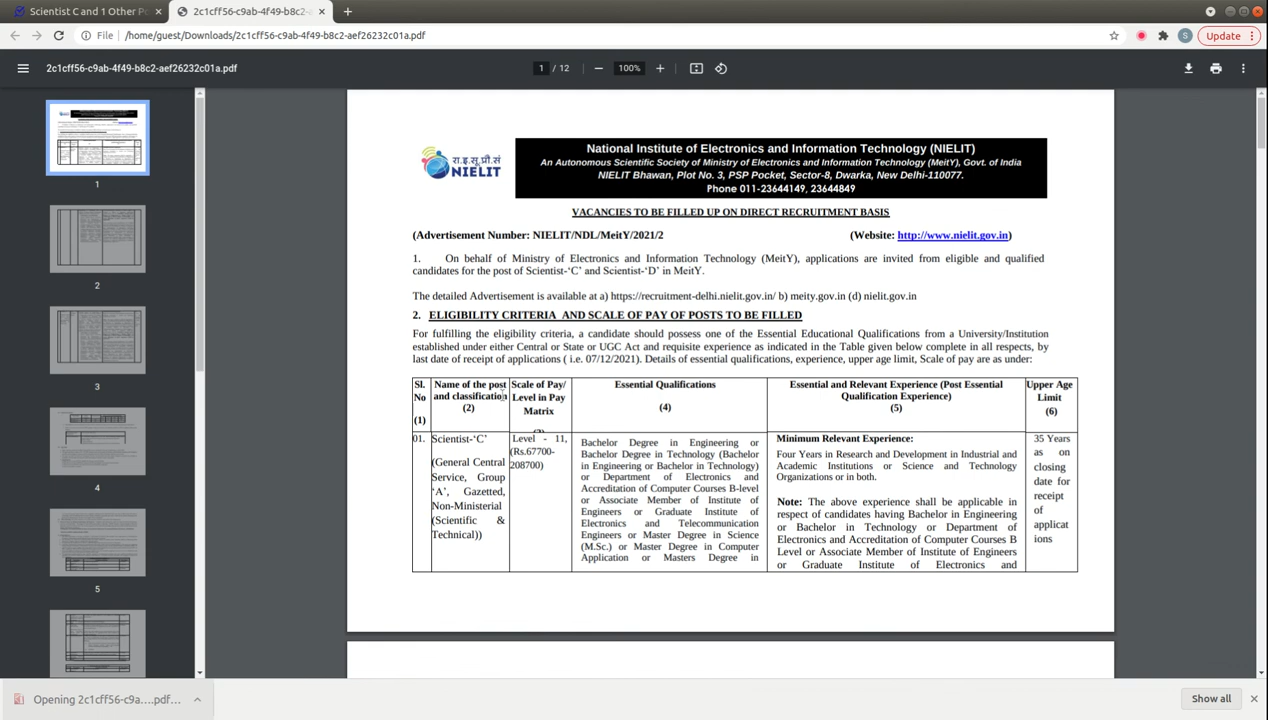 Scientist C and 1 Other Po
2c1cff56-c9ab-4f49-b8c2-a
File /home/guest/Downloads/2c1cff56-c9ab-4f49-b8c2-aef26232c01a.pdf
S
Update
2c1cff56-c9ab-4f49-b8c2-aef26232c01a.pdf
1 / 12
100%
1
2
3
4
5
रा.इ.सू.प्रौ.सं
NIELIT
National Institute of Electronics and Information Technology (NIELIT)
An Autonomous Scientific Society of Ministry of Electronics and Information Technology (MeitY), Govt. of India
NIELIT Bhawan, Plot No. 3, PSP Pocket, Sector-8, Dwarka, New Delhi-110077.
Phone 011-23644149, 23644849
VACANCIES TO BE FILLED UP ON DIRECT RECRUITMENT BASIS
(Advertisement Number: NIELIT/NDL/MeitY/2021/2 (Website: http://www.nielit.gov.in)
1. On behalf of Ministry of Electronics and Information Technology (MeitY), applications are invited from eligible and qualified
candidates for the post of Scientist-‘C’ and Scientist-‘D’ in MeitY.
The detailed Advertisement is available at a) https://recruitment-delhi.nielit.gov.in/ b) meity.gov.in (d) nielit.gov.in
2. ELIGIBILITY CRITERIA AND SCALE OF PAY OF POSTS TO BE FILLED
For fulfilling the eligibility criteria, a candidate should possess one of the Essential Educational Qualifications from a University/Institution
established under either Central or State or UGC Act and requisite experience as indicated in the Table given below complete in all respects, by
last date of receipt of applications ( i.e. 07/12/2021). Details of essential qualifications, experience, upper age limit, Scale of pay are as under:
Sl.
No
(1)
Name of the post
and classification
(2)
Scale of Pay/
Level in Pay
Matrix
Essential Qualifications
(4)
Essential and Relevant Experience (Post Essential
Qualification Experience)
(5)
Upper Age
Limit
(6)
01.
Scientist-‘C’
(General Central
Service, Group
‘A’, Gazetted,
Non-Ministerial
(Scientific &
Technical))
Level - 11,
(Rs.67700-
208700)
Bachelor Degree in Engineering or
Bachelor Degree in Technology (Bachelor
in Engineering or Bachelor in Technology)
or Department of Electronics and
Accreditation of Computer Courses B-level
or Associate Member of Institute of
Engineers or Graduate Institute of
Electronics and Telecommunication
Engineers or Master Degree in Science
(M.Sc.) or Master Degree in Computer
Application or Masters Degree in
Minimum Relevant Experience:
Four Years in Research and Development in Industrial and
Academic Institutions or Science and Technology
Organizations or in both.
Note: The above experience shall be applicable in
respect of candidates having Bachelor in Engineering
or Bachelor in Technology or Department of
Electronics and Accreditation of Computer Courses B
Level or Associate Member of Institute of Engineers
or Graduate Institute of Electronics and
35 Years
as on
closing
date for
receipt
of
applicat
ions
Opening 2c1cff56-c9a....pdf...
Show all